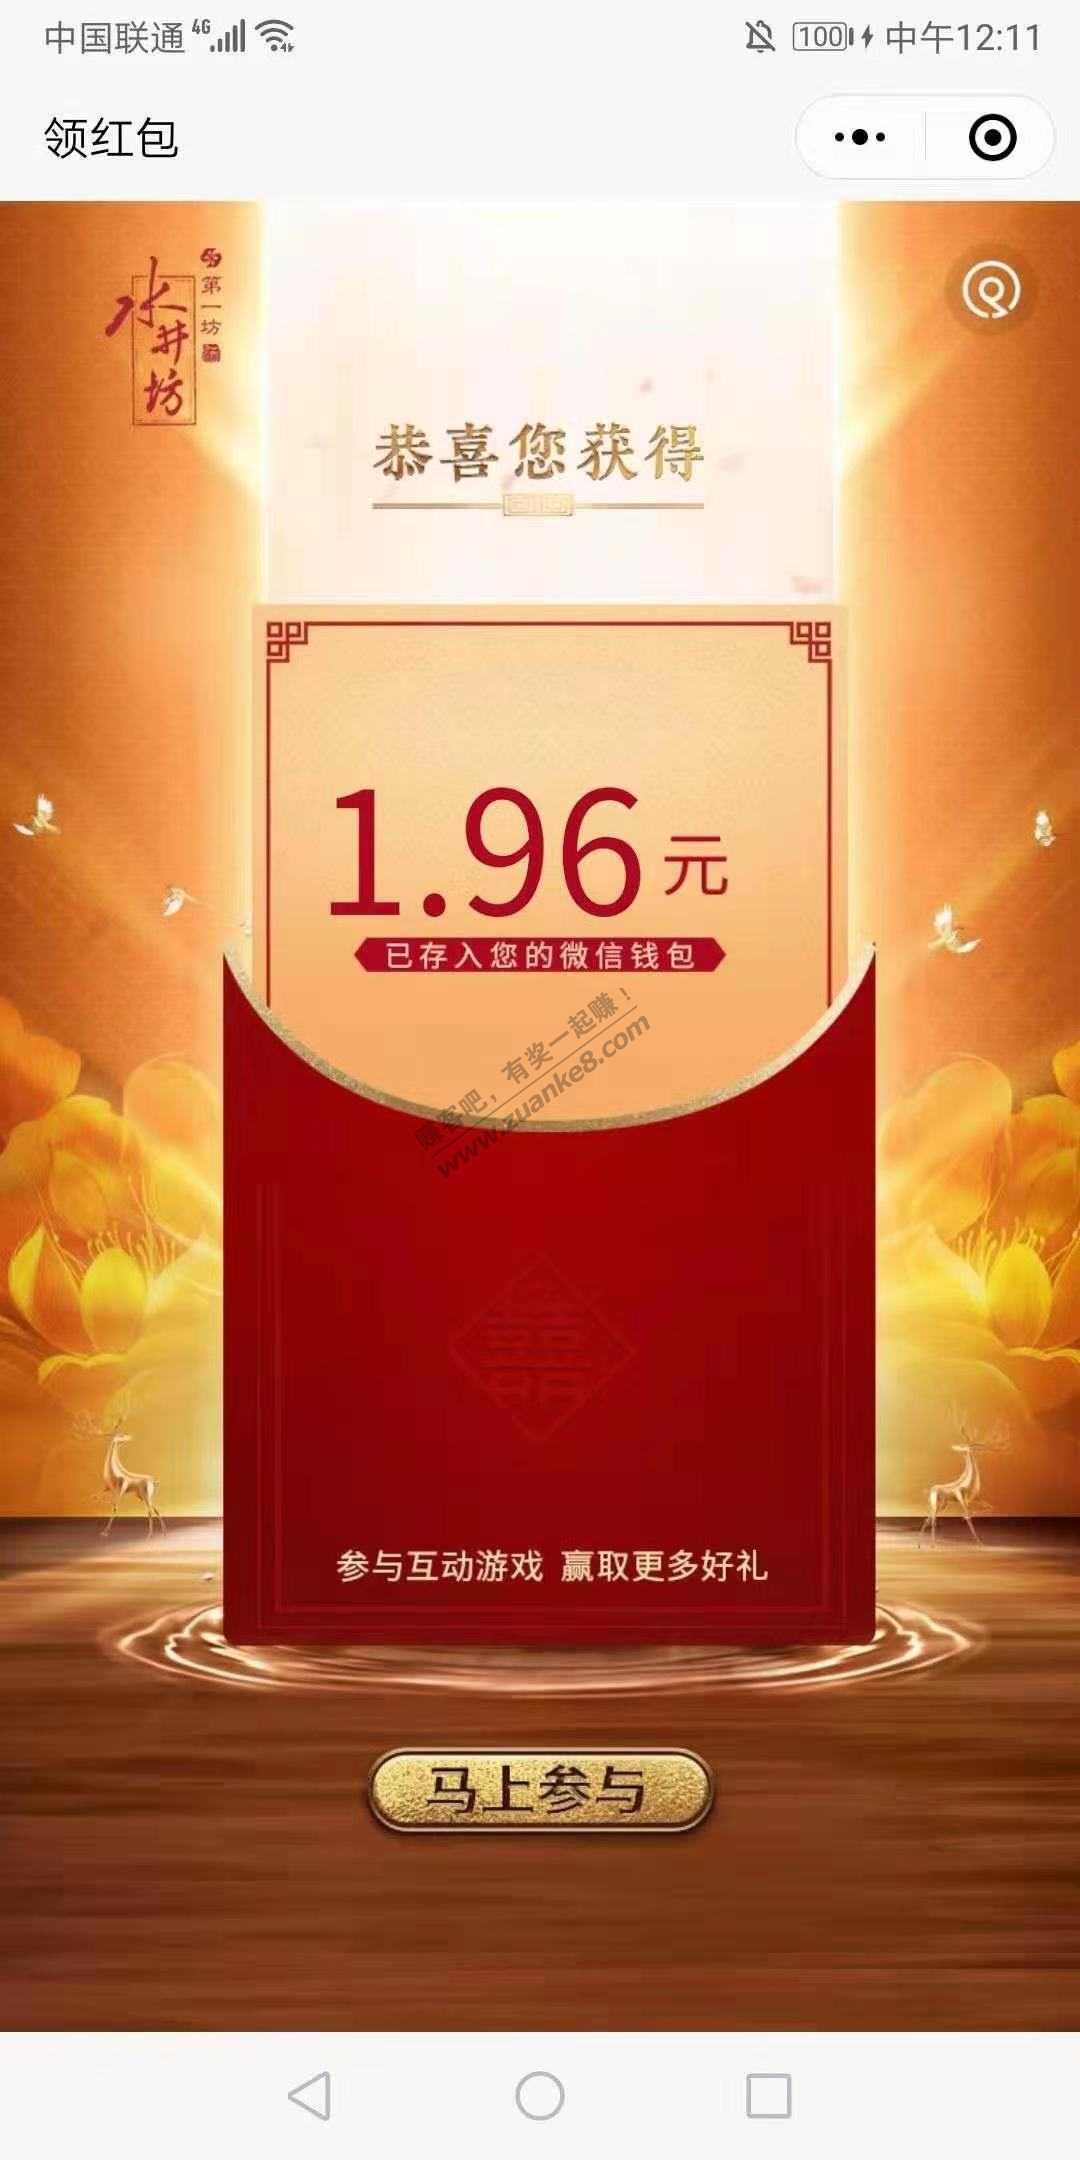 中国联通 4G 100 中午12:11
领红包
水井坊
第一坊
恭喜您获得
1.96元
已存入您的微信钱包
赚客吧，有奖一起赚！
www.zuanke8.com
参与互动游戏 赢取更多好礼
马上参与